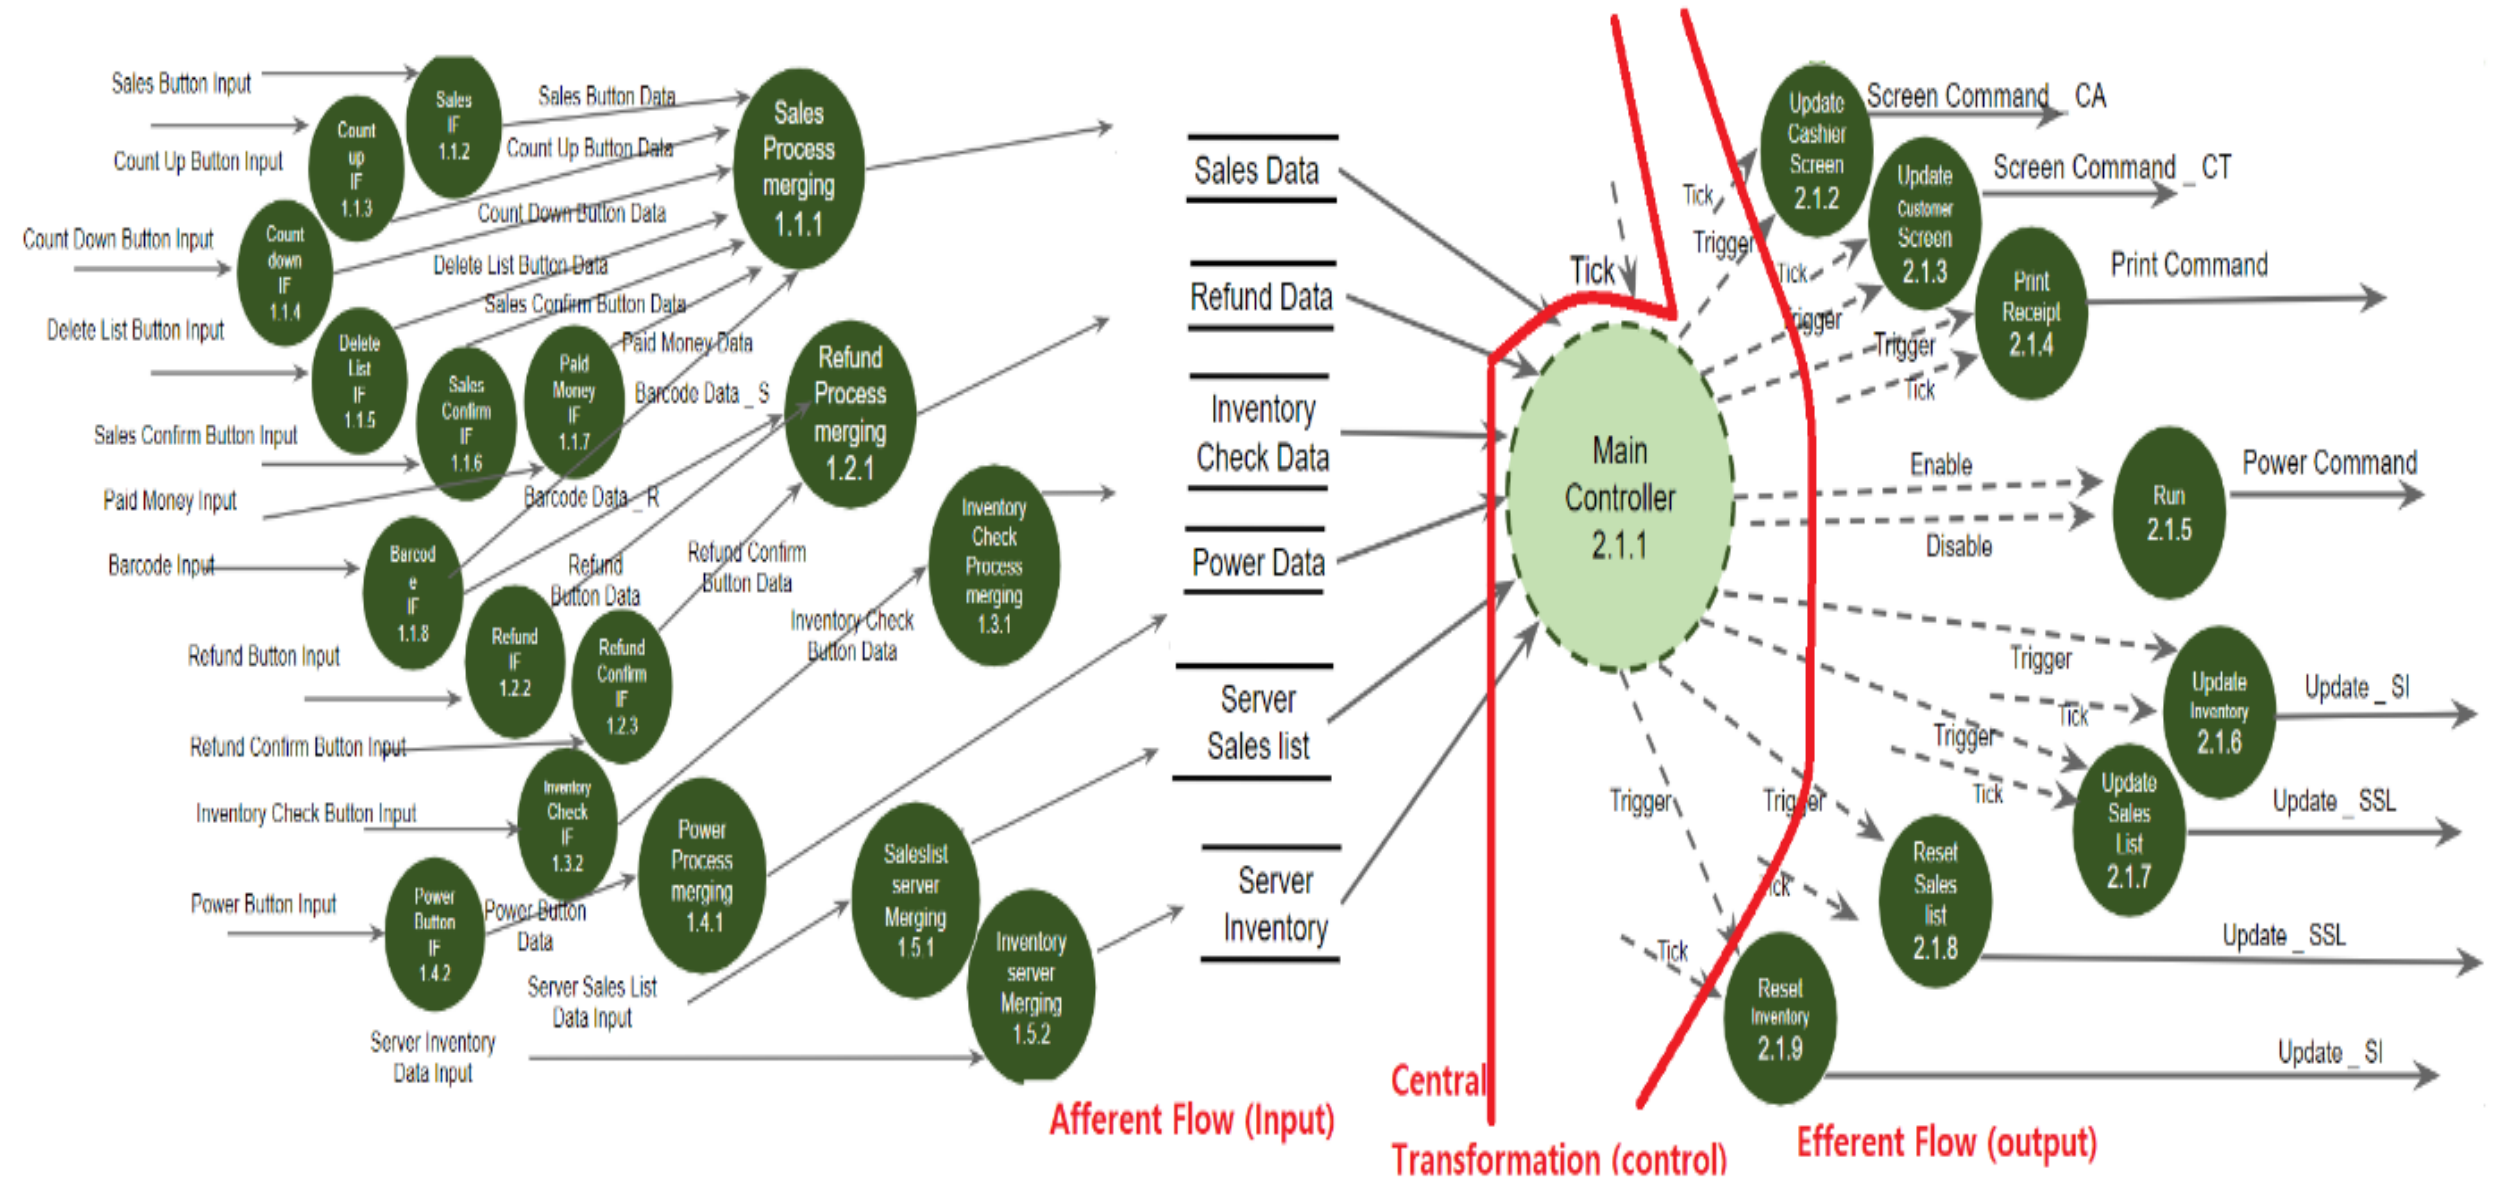 Sales Button Input
Count Up Button Input
Count Down Button Input
Delete List Button Input
Sales Confirm Button Input
Paid Money Input
Barcode Input
Refund Button Input
Refund Confirm Button Input
Inventory Check Button Input
Power Button Input
Server Inventory
Data Input
Server Sales List
Data Input
Sales
IF
1.1.2
Count
up
IF
1.1.3
Count
down
IF
1.1.4
Delete
List
IF
1.1.5
Sales
Confirm
IF
1.1.6
Paid
Money
IF
1.1.7
Barcod
e
IF
1.1.8
Refund
IF
1.2.2
Refund
Confirm
IF
1.2.3
Inventory
Check
IF
1.3.2
Power
Button
IF
1.4.2
Sales Button Data
Count Up Button Data
Count Down Button Data
Delete List Button Data
Sales Confirm Button Data
Paid Money Data
Barcode Data _ S
Barcode Data _ R
Refund
Button Data
Refund Confirm
Button Data
Inventory Check
Button Data
Power Button
Data
Sales
Process
merging
1.1.1
Refund
Process
merging
1.2.1
Inventory
Check
Process
merging
1.3.1
Power
Process
merging
1.4.1
Saleslist
server
Merging
1.5.1
Inventory
server
Merging
1.5.2
Sales Data
Refund Data
Inventory
Check Data
Power Data
Server
Sales list
Server
Inventory
Tick
Main
Controller
2.1.1
Tick
Trigger
Tick
Trigger
Trigger
Tick
Enable
Disable
Trigger
Tick
Trigger
Tick
Trigger
Tick
Trigger
Tick
Update
Cashier
Screen
2.1.2
Update
Customer
Screen
2.1.3
Print
Receipt
2.1.4
Run
2.1.5
Update
Inventory
2.1.6
Update
Sales
List
2.1.7
Reset
Sales
list
2.1.8
Reset
Inventory
2.1.9
Screen Command _ CA
Screen Command _ CT
Print Command
Power Command
Update _ SI
Update _ SSL
Update _ SSL
Update _ SI
Afferent Flow (Input)
Central
Transformation (control)
Efferent Flow (output)